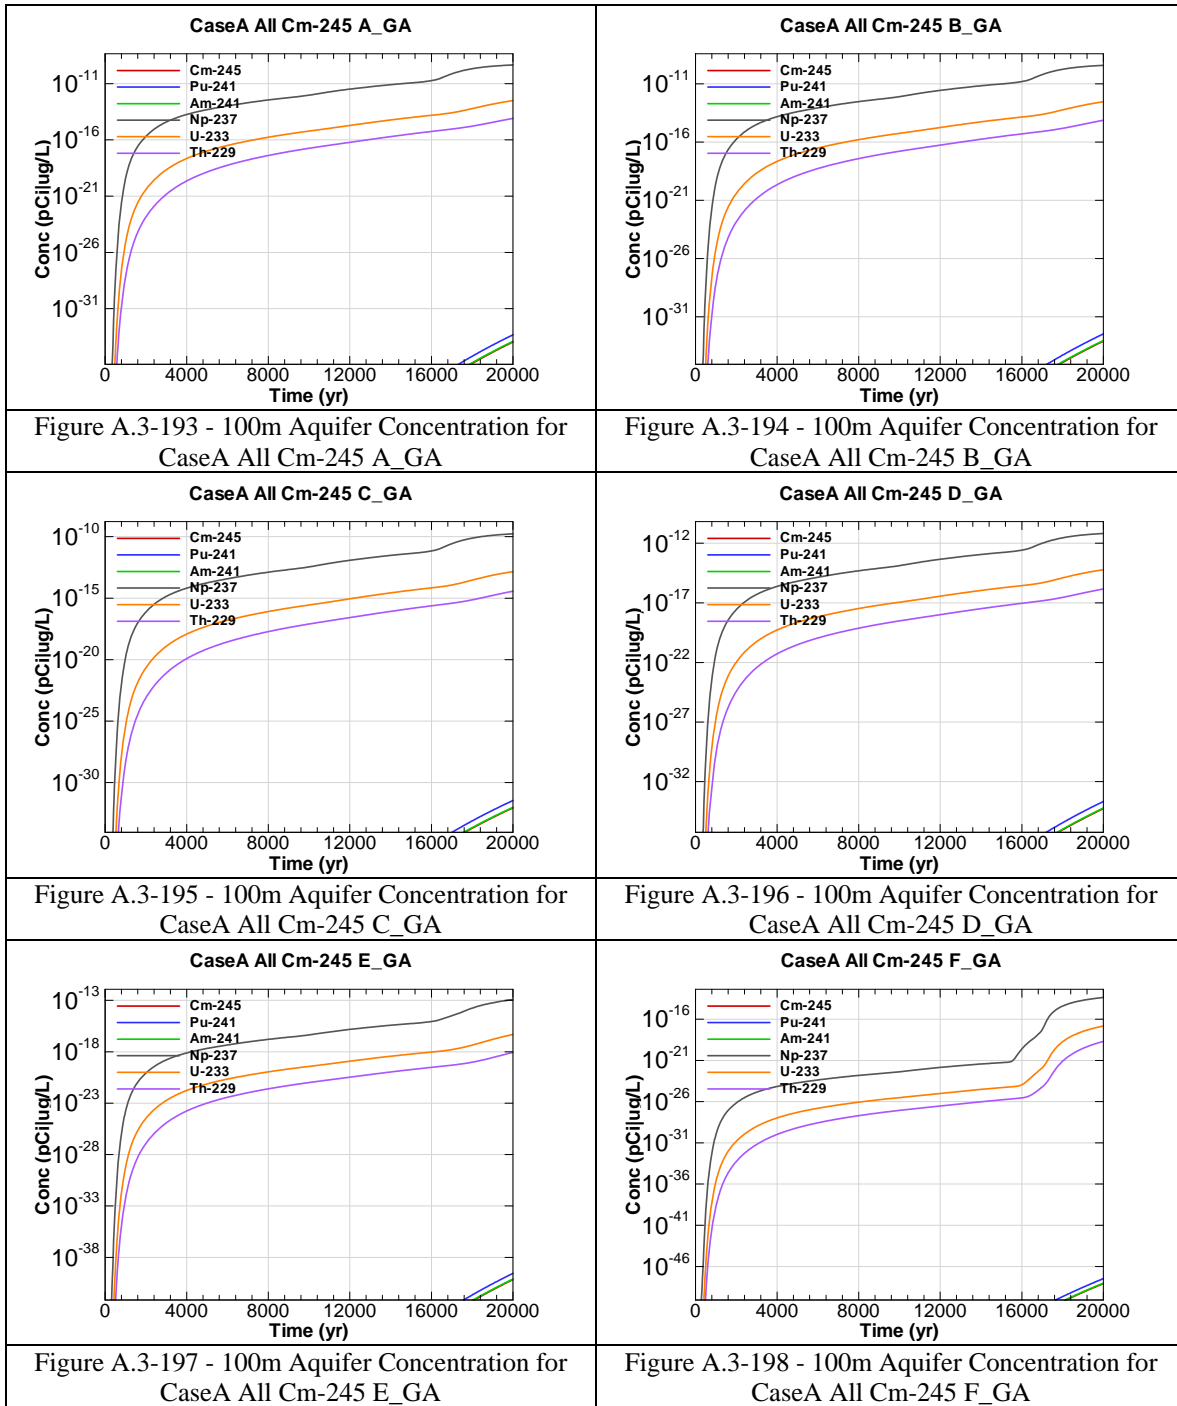 CaseA All Cm-245 A_GA
Conc (pCi|ug/L)
10^-11
10^-16
10^-21
10^-26
10^-31
Cm-245
Pu-241
Am-241
Np-237
U-233
Th-229
0 4000 8000 12000 16000 20000
Time (yr)
Figure A.3-193 - 100m Aquifer Concentration for
CaseA All Cm-245 A_GA
CaseA All Cm-245 B_GA
Conc (pCi|ug/L)
10^-11
10^-16
10^-21
10^-26
10^-31
Cm-245
Pu-241
Am-241
Np-237
U-233
Th-229
0 4000 8000 12000 16000 20000
Time (yr)
Figure A.3-194 - 100m Aquifer Concentration for
CaseA All Cm-245 B_GA
CaseA All Cm-245 C_GA
Conc (pCi|ug/L)
10^-10
10^-15
10^-20
10^-25
10^-30
Cm-245
Pu-241
Am-241
Np-237
U-233
Th-229
0 4000 8000 12000 16000 20000
Time (yr)
Figure A.3-195 - 100m Aquifer Concentration for
CaseA All Cm-245 C_GA
CaseA All Cm-245 D_GA
Conc (pCi|ug/L)
10^-12
10^-17
10^-22
10^-27
10^-32
Cm-245
Pu-241
Am-241
Np-237
U-233
Th-229
0 4000 8000 12000 16000 20000
Time (yr)
Figure A.3-196 - 100m Aquifer Concentration for
CaseA All Cm-245 D_GA
CaseA All Cm-245 E_GA
Conc (pCi|ug/L)
10^-13
10^-18
10^-23
10^-28
10^-33
10^-38
Cm-245
Pu-241
Am-241
Np-237
U-233
Th-229
0 4000 8000 12000 16000 20000
Time (yr)
Figure A.3-197 - 100m Aquifer Concentration for
CaseA All Cm-245 E_GA
CaseA All Cm-245 F_GA
Conc (pCi|ug/L)
10^-16
10^-21
10^-26
10^-31
10^-36
10^-41
10^-46
Cm-245
Pu-241
Am-241
Np-237
U-233
Th-229
0 4000 8000 12000 16000 20000
Time (yr)
Figure A.3-198 - 100m Aquifer Concentration for
CaseA All Cm-245 F_GA